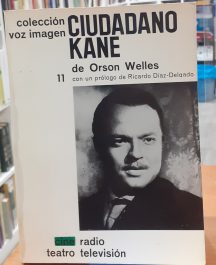 colección
voz imagen
CIUDADANO
KANE
de Orson Welles
11 con un prólogo de Ricardo Díaz-Delgado
cine radio
teatro televisión